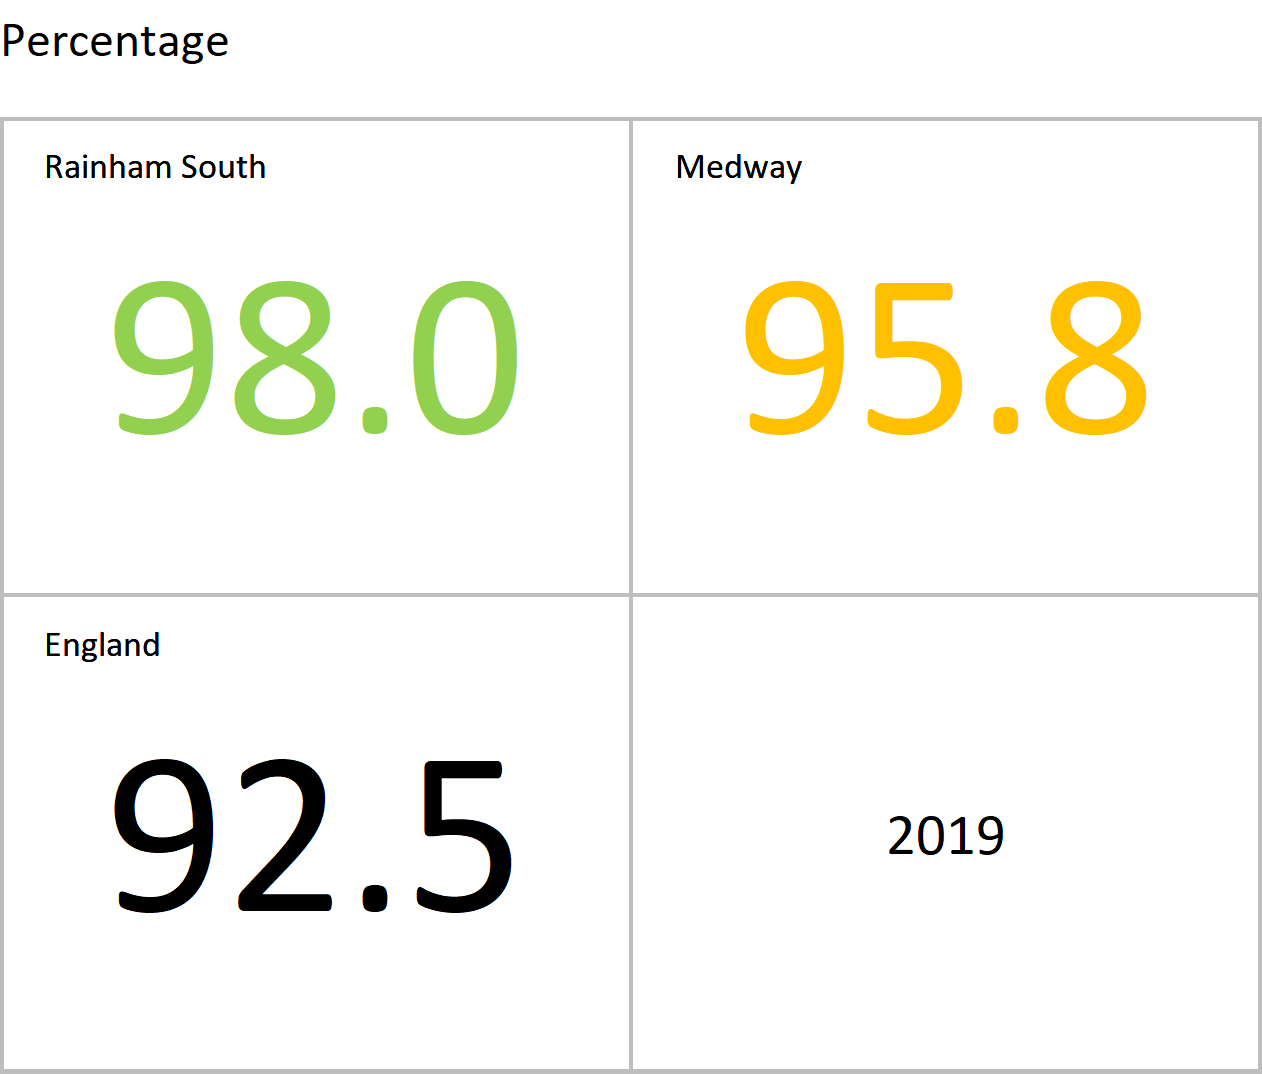 Percentage
Rainham South
98.0
Medway
95.8
England
92.5
2019